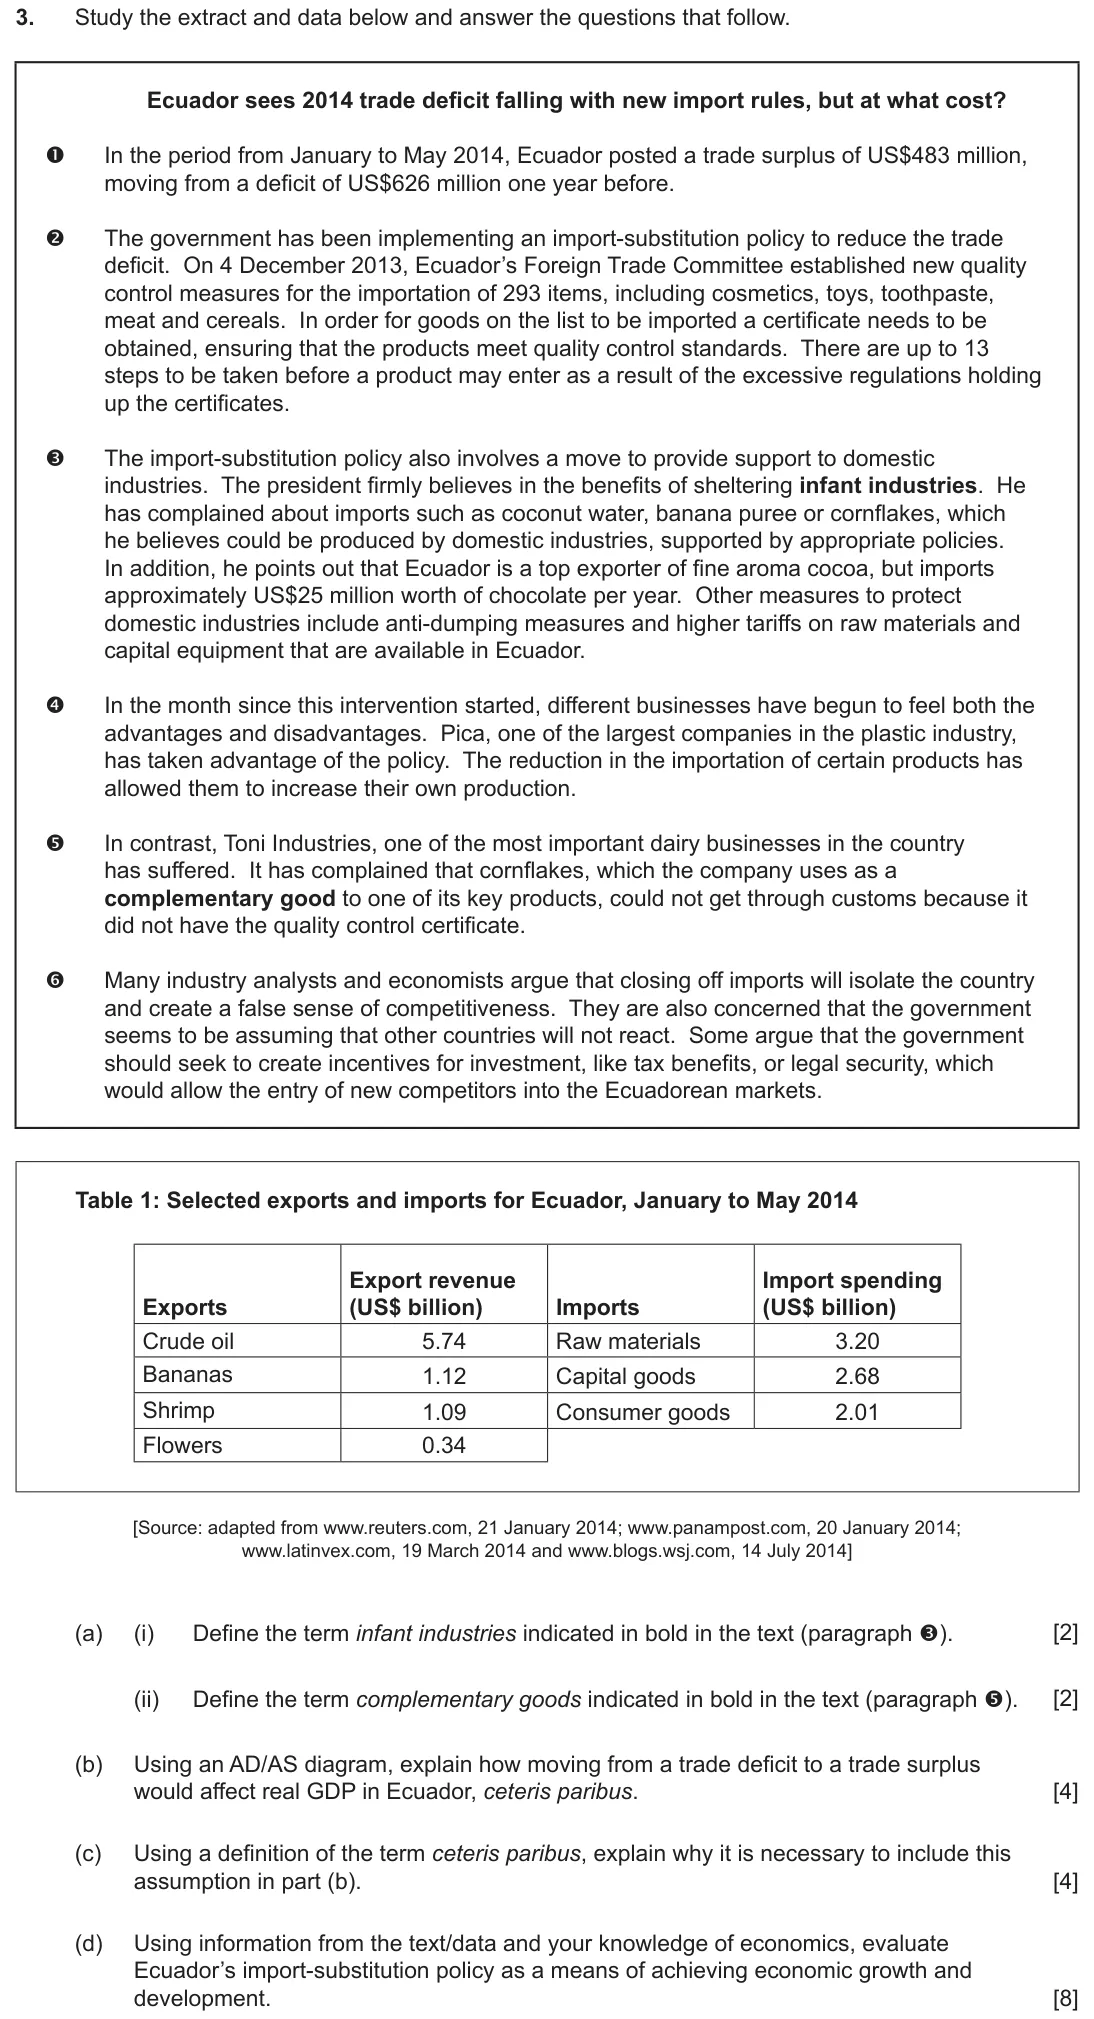 3. Study the extract and data below and answer the questions that follow.
Ecuador sees 2014 trade deficit falling with new import rules, but at what cost?
❶ In the period from January to May 2014, Ecuador posted a trade surplus of US$483 million,
moving from a deficit of US$626 million one year before.
❷ The government has been implementing an import-substitution policy to reduce the trade
deficit. On 4 December 2013, Ecuador's Foreign Trade Committee established new quality
control measures for the importation of 293 items, including cosmetics, toys, toothpaste,
meat and cereals. In order for goods on the list to be imported a certificate needs to be
obtained, ensuring that the products meet quality control standards. There are up to 13
steps to be taken before a product may enter as a result of the excessive regulations holding
up the certificates.
❸ The import-substitution policy also involves a move to provide support to domestic
industries. The president firmly believes in the benefits of sheltering infant industries. He
has complained about imports such as coconut water, banana puree or cornflakes, which
he believes could be produced by domestic industries, supported by appropriate policies.
In addition, he points out that Ecuador is a top exporter of fine aroma cocoa, but imports
approximately US$25 million worth of chocolate per year. Other measures to protect
domestic industries include anti-dumping measures and higher tariffs on raw materials and
capital equipment that are available in Ecuador.
❹ In the month since this intervention started, different businesses have begun to feel both the
advantages and disadvantages. Pica, one of the largest companies in the plastic industry,
has taken advantage of the policy. The reduction in the importation of certain products has
allowed them to increase their own production.
❺ In contrast, Toni Industries, one of the most important dairy businesses in the country
has suffered. It has complained that cornflakes, which the company uses as a
complementary good to one of its key products, could not get through customs because it
did not have the quality control certificate.
❻ Many industry analysts and economists argue that closing off imports will isolate the country
and create a false sense of competitiveness. They are also concerned that the government
seems to be assuming that other countries will not react. Some argue that the government
should seek to create incentives for investment, like tax benefits, or legal security, which
would allow the entry of new competitors into the Ecuadorean markets.
Table 1: Selected exports and imports for Ecuador, January to May 2014
Exports Export revenue (US$ billion) Imports Import spending (US$ billion)
Crude oil 5.74 Raw materials 3.20
Bananas 1.12 Capital goods 2.68
Shrimp 1.09 Consumer goods 2.01
Flowers 0.34
[Source: adapted from www.reuters.com, 21 January 2014; www.panampost.com, 20 January 2014;
www.latinvex.com, 19 March 2014 and www.blogs.wsj.com, 14 July 2014]
(a) (i) Define the term infant industries indicated in bold in the text (paragraph ❸). [2]
(ii) Define the term complementary goods indicated in bold in the text (paragraph ❺). [2]
(b) Using an AD/AS diagram, explain how moving from a trade deficit to a trade surplus
would affect real GDP in Ecuador, ceteris paribus. [4]
(c) Using a definition of the term ceteris paribus, explain why it is necessary to include this
assumption in part (b). [4]
(d) Using information from the text/data and your knowledge of economics, evaluate
Ecuador's import-substitution policy as a means of achieving economic growth and
development. [8]